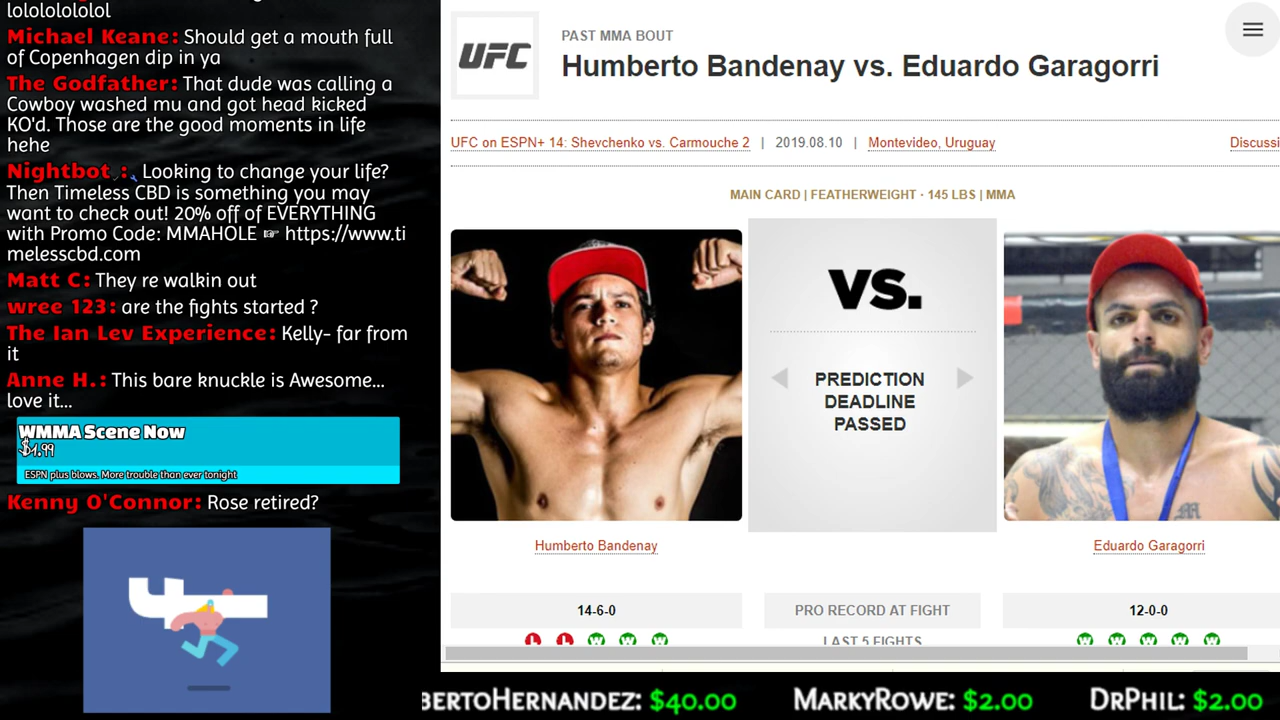 lololololol
Michael Keane: Should get a mouth full
of Copenhagen dip in ya
The Godfather: That dude was calling a
Cowboy washed mu and got head kicked
KO'd. Those are the good moments in life
hehe
Nightbot : Looking to change your life?
Then Timeless CBD is something you may
want to check out! 20% off of EVERYTHING
with Promo Code: MMAHOLE ☞ https://www.ti
melesscbd.com
Matt C: They re walkin out
wree 123: are the fights started ?
The Ian Lev Experience: Kelly- far from
it
Anne H.: This bare knuckle is Awesome...
love it...
WMMA Scene Now
$4.99
ESPN plus blows. More trouble than ever tonight
Kenny O'Connor: Rose retired?
UFC
PAST MMA BOUT
Humberto Bandenay vs. Eduardo Garagorri
UFC on ESPN+ 14: Shevchenko vs. Carmouche 2 | 2019.08.10 | Montevideo, Uruguay Discussi
MAIN CARD | FEATHERWEIGHT · 145 LBS | MMA
VS.
PREDICTION
DEADLINE
PASSED
Humberto Bandenay Eduardo Garagorri
14-6-0 PRO RECORD AT FIGHT 12-0-0
L L W W W LAST 5 FIGHTS W W W W W
BERTOHERNANDEZ: $40.00 MARKYROWE: $2.00 DRPHIL: $2.00